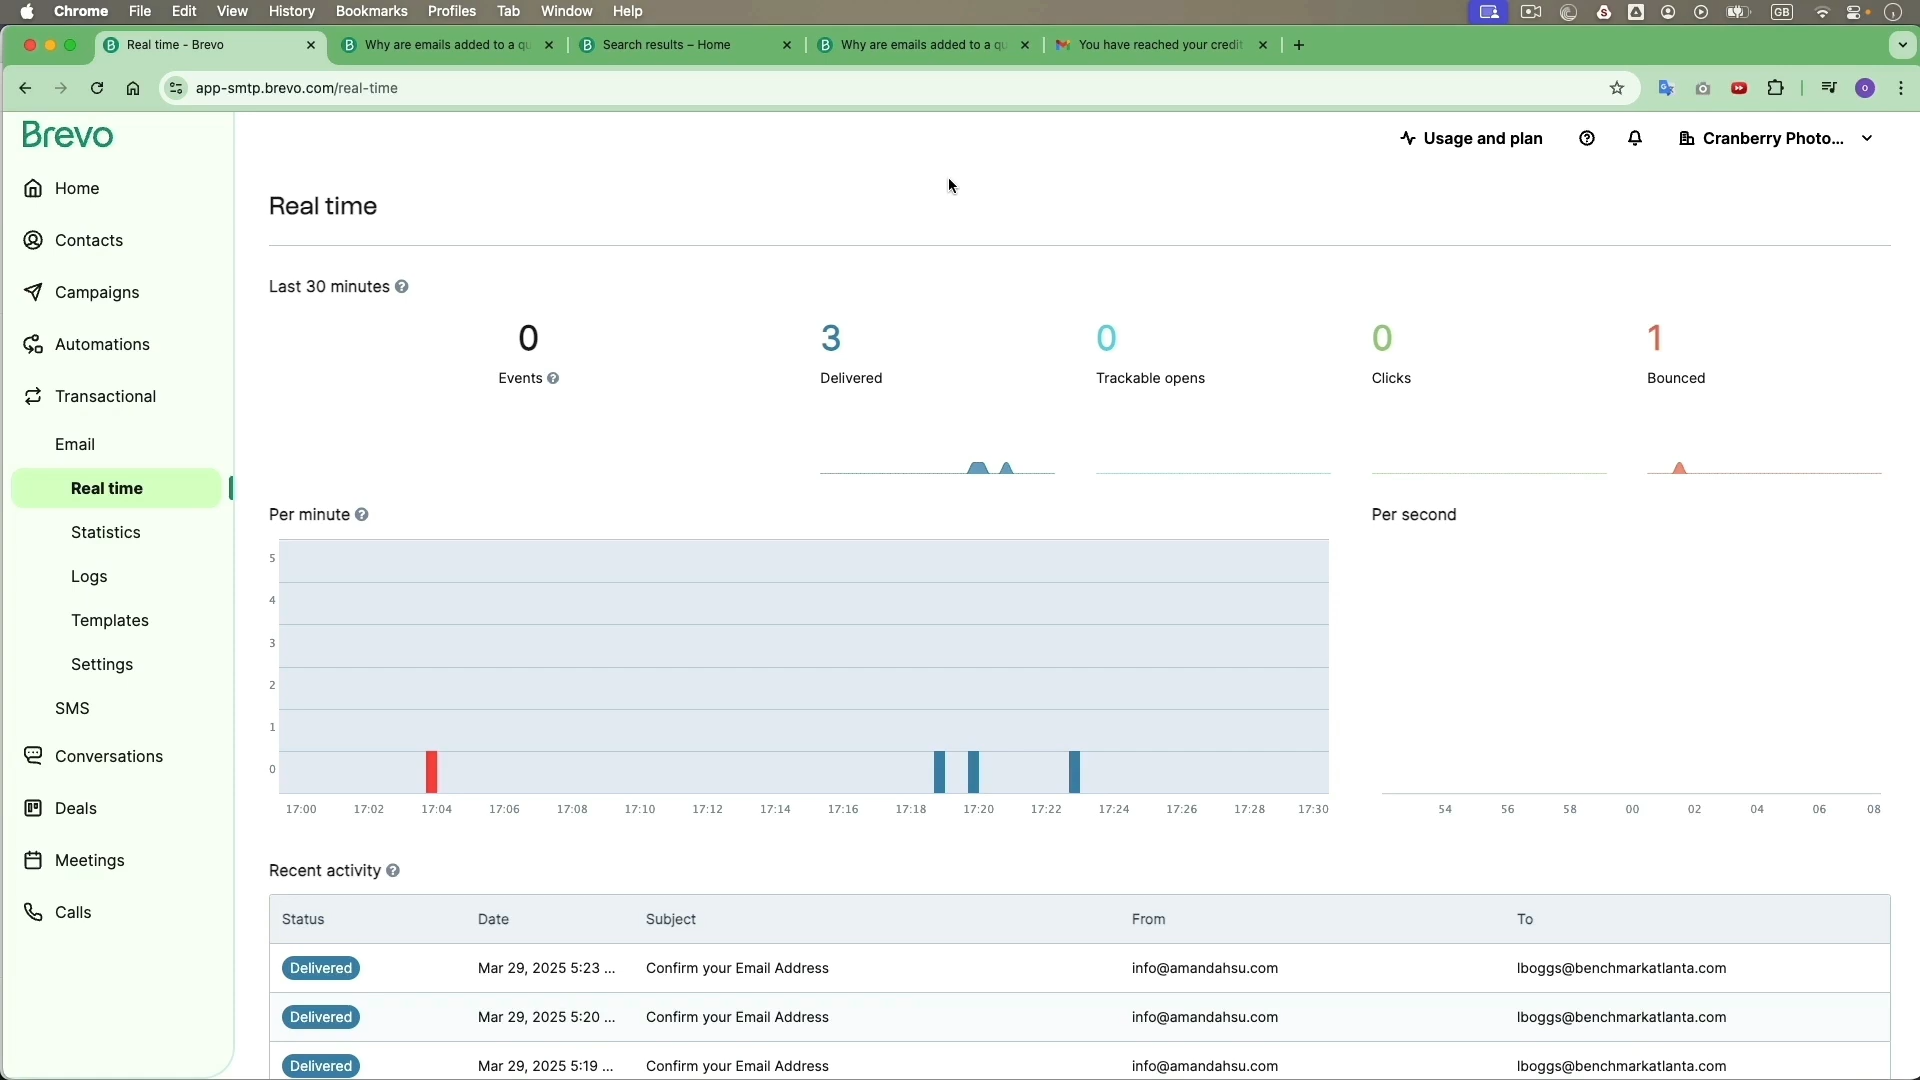 Chrome File Edit View History Bookmarks Profiles Tab Window Help GB
Real time - Brevo
Why are emails added to a qu
Search results – Home
Why are emails added to a qu
You have reached your credit
app-smtp.brevo.com/real-time
o
Brevo
Usage and plan
Cranberry Photo...
Home
Contacts
Campaigns
Automations
Transactional
Email
Real time
Statistics
Logs
Templates
Settings
SMS
Conversations
Deals
Meetings
Calls
Real time
Last 30 minutes
0 3 0 0 1
Events Delivered Trackable opens Clicks Bounced
Per minute Per second
5
4
3
2
1
0
17:00 17:02 17:04 17:06 17:08 17:10 17:12 17:14 17:16 17:18 17:20 17:22 17:24 17:26 17:28 17:30
54 56 58 00 02 04 06 08
Recent activity
Status Date Subject From To
Delivered Mar 29, 2025 5:23 ... Confirm your Email Address info@amandahsu.com lboggs@benchmarkatlanta.com
Delivered Mar 29, 2025 5:20 ... Confirm your Email Address info@amandahsu.com lboggs@benchmarkatlanta.com
Delivered Mar 29, 2025 5:19 ... Confirm your Email Address info@amandahsu.com lboggs@benchmarkatlanta.com